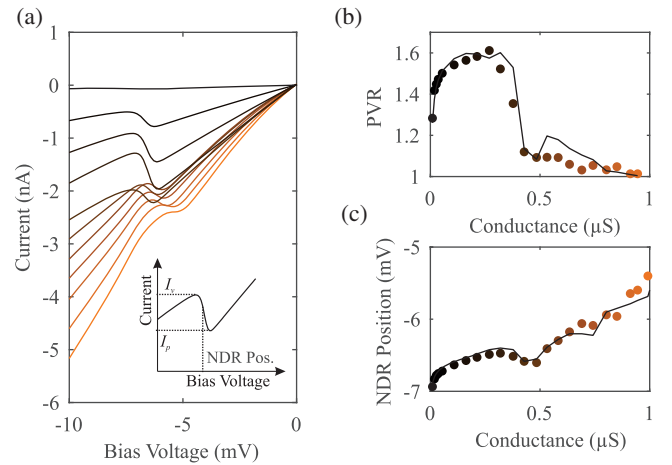 (a)
1
0
-1
-2
-3
-4
-5
-6
Current (nA)
-10
-5
0
Bias Voltage (mV)
Current
I_v
I_p
NDR Pos.
Bias Voltage
(b)
1.6
1.4
1.2
1
PVR
0
0.5
1
Conductance (µS)
(c)
-5
-6
-7
NDR Position (mV)
0
0.5
1
Conductance (µS)